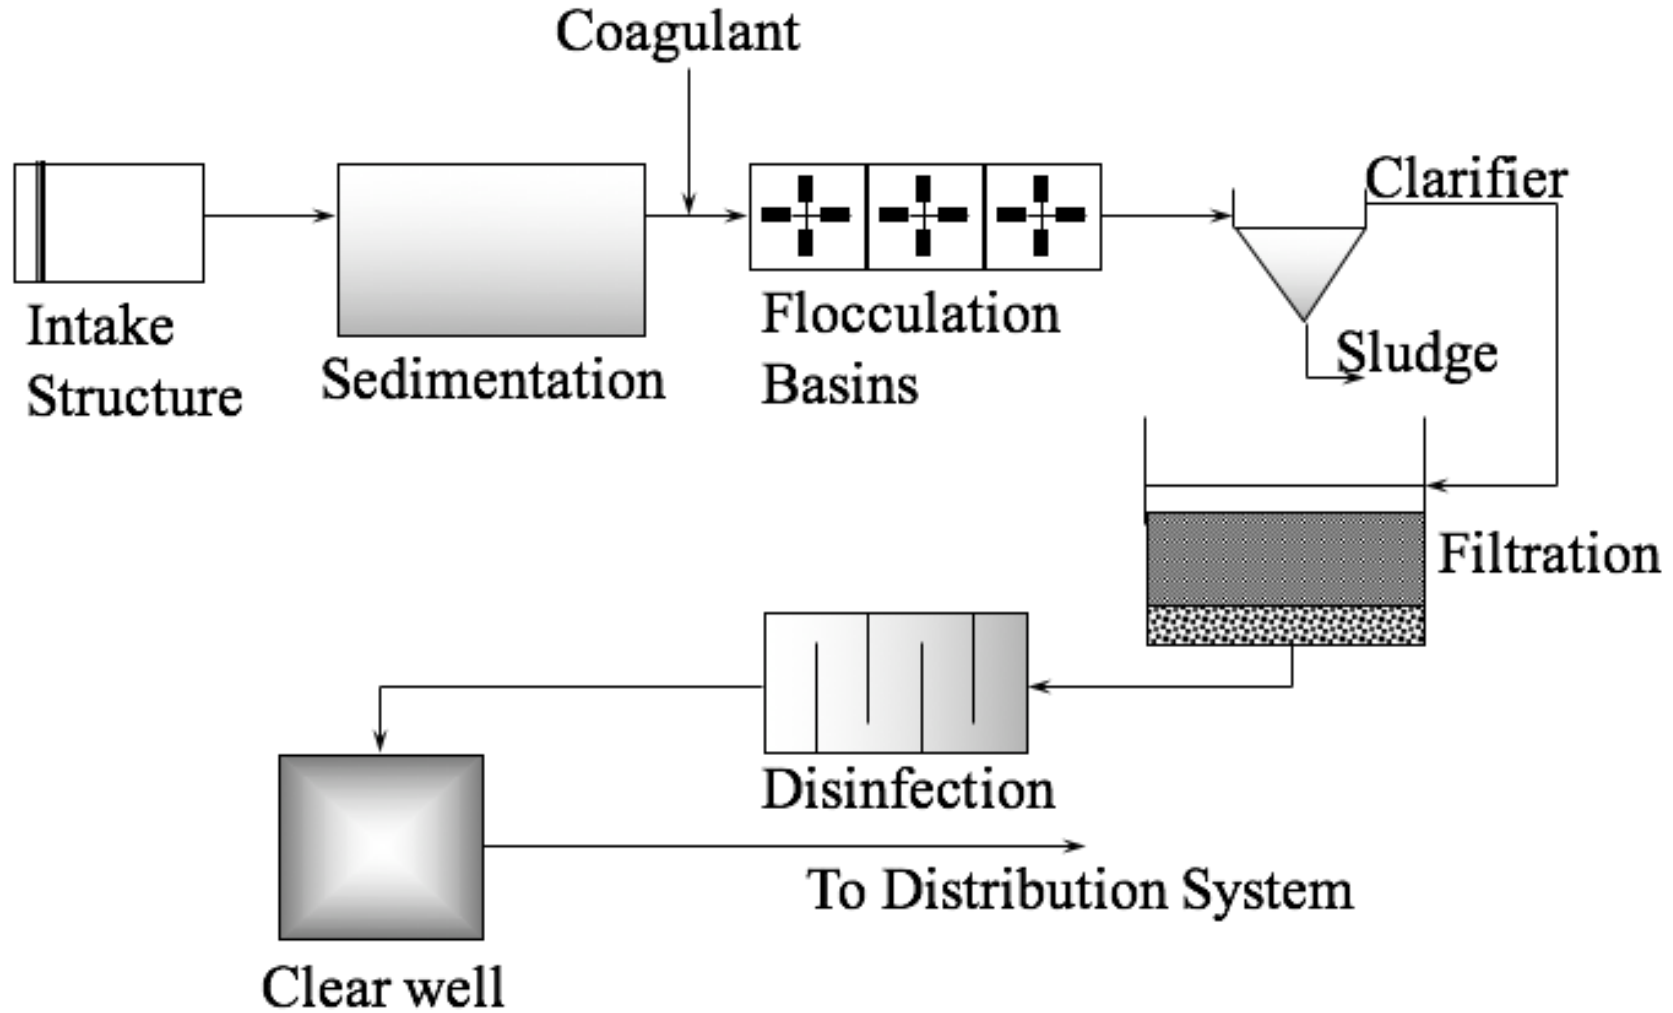 Coagulant
Intake
Structure
Sedimentation
Flocculation
Basins
Clarifier
Sludge
Filtration
Disinfection
Clear well
To Distribution System